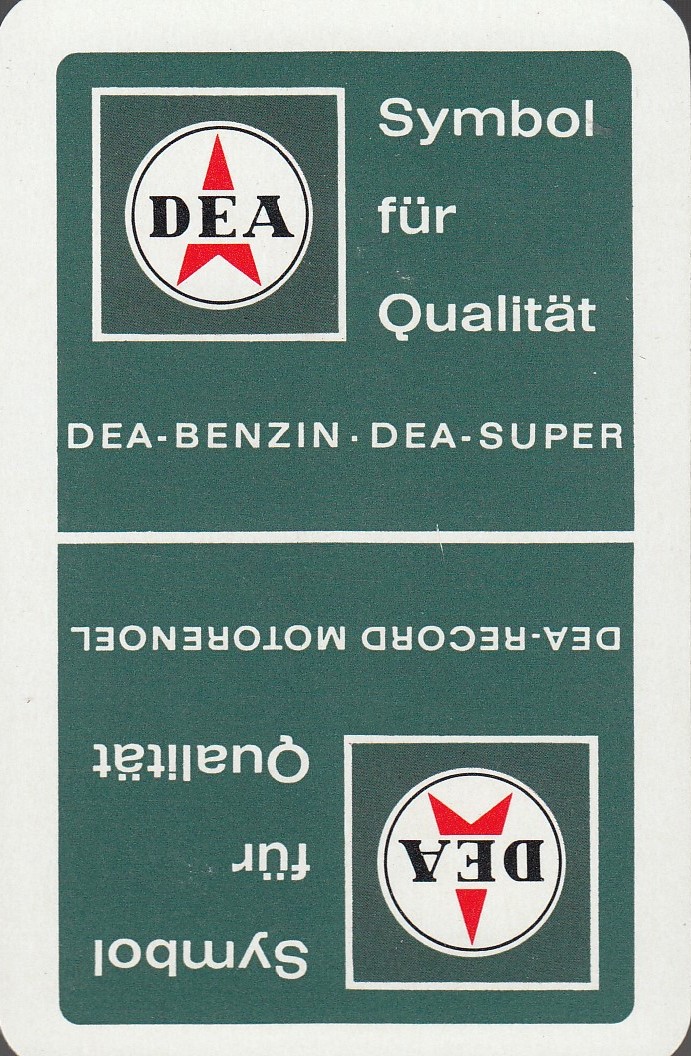 DEA
Symbol
für
Qualität
DEA-BENZIN · DEA-SUPER
DEA
Symbol
für
Qualität
DEA-RECORD MOTORENOEL